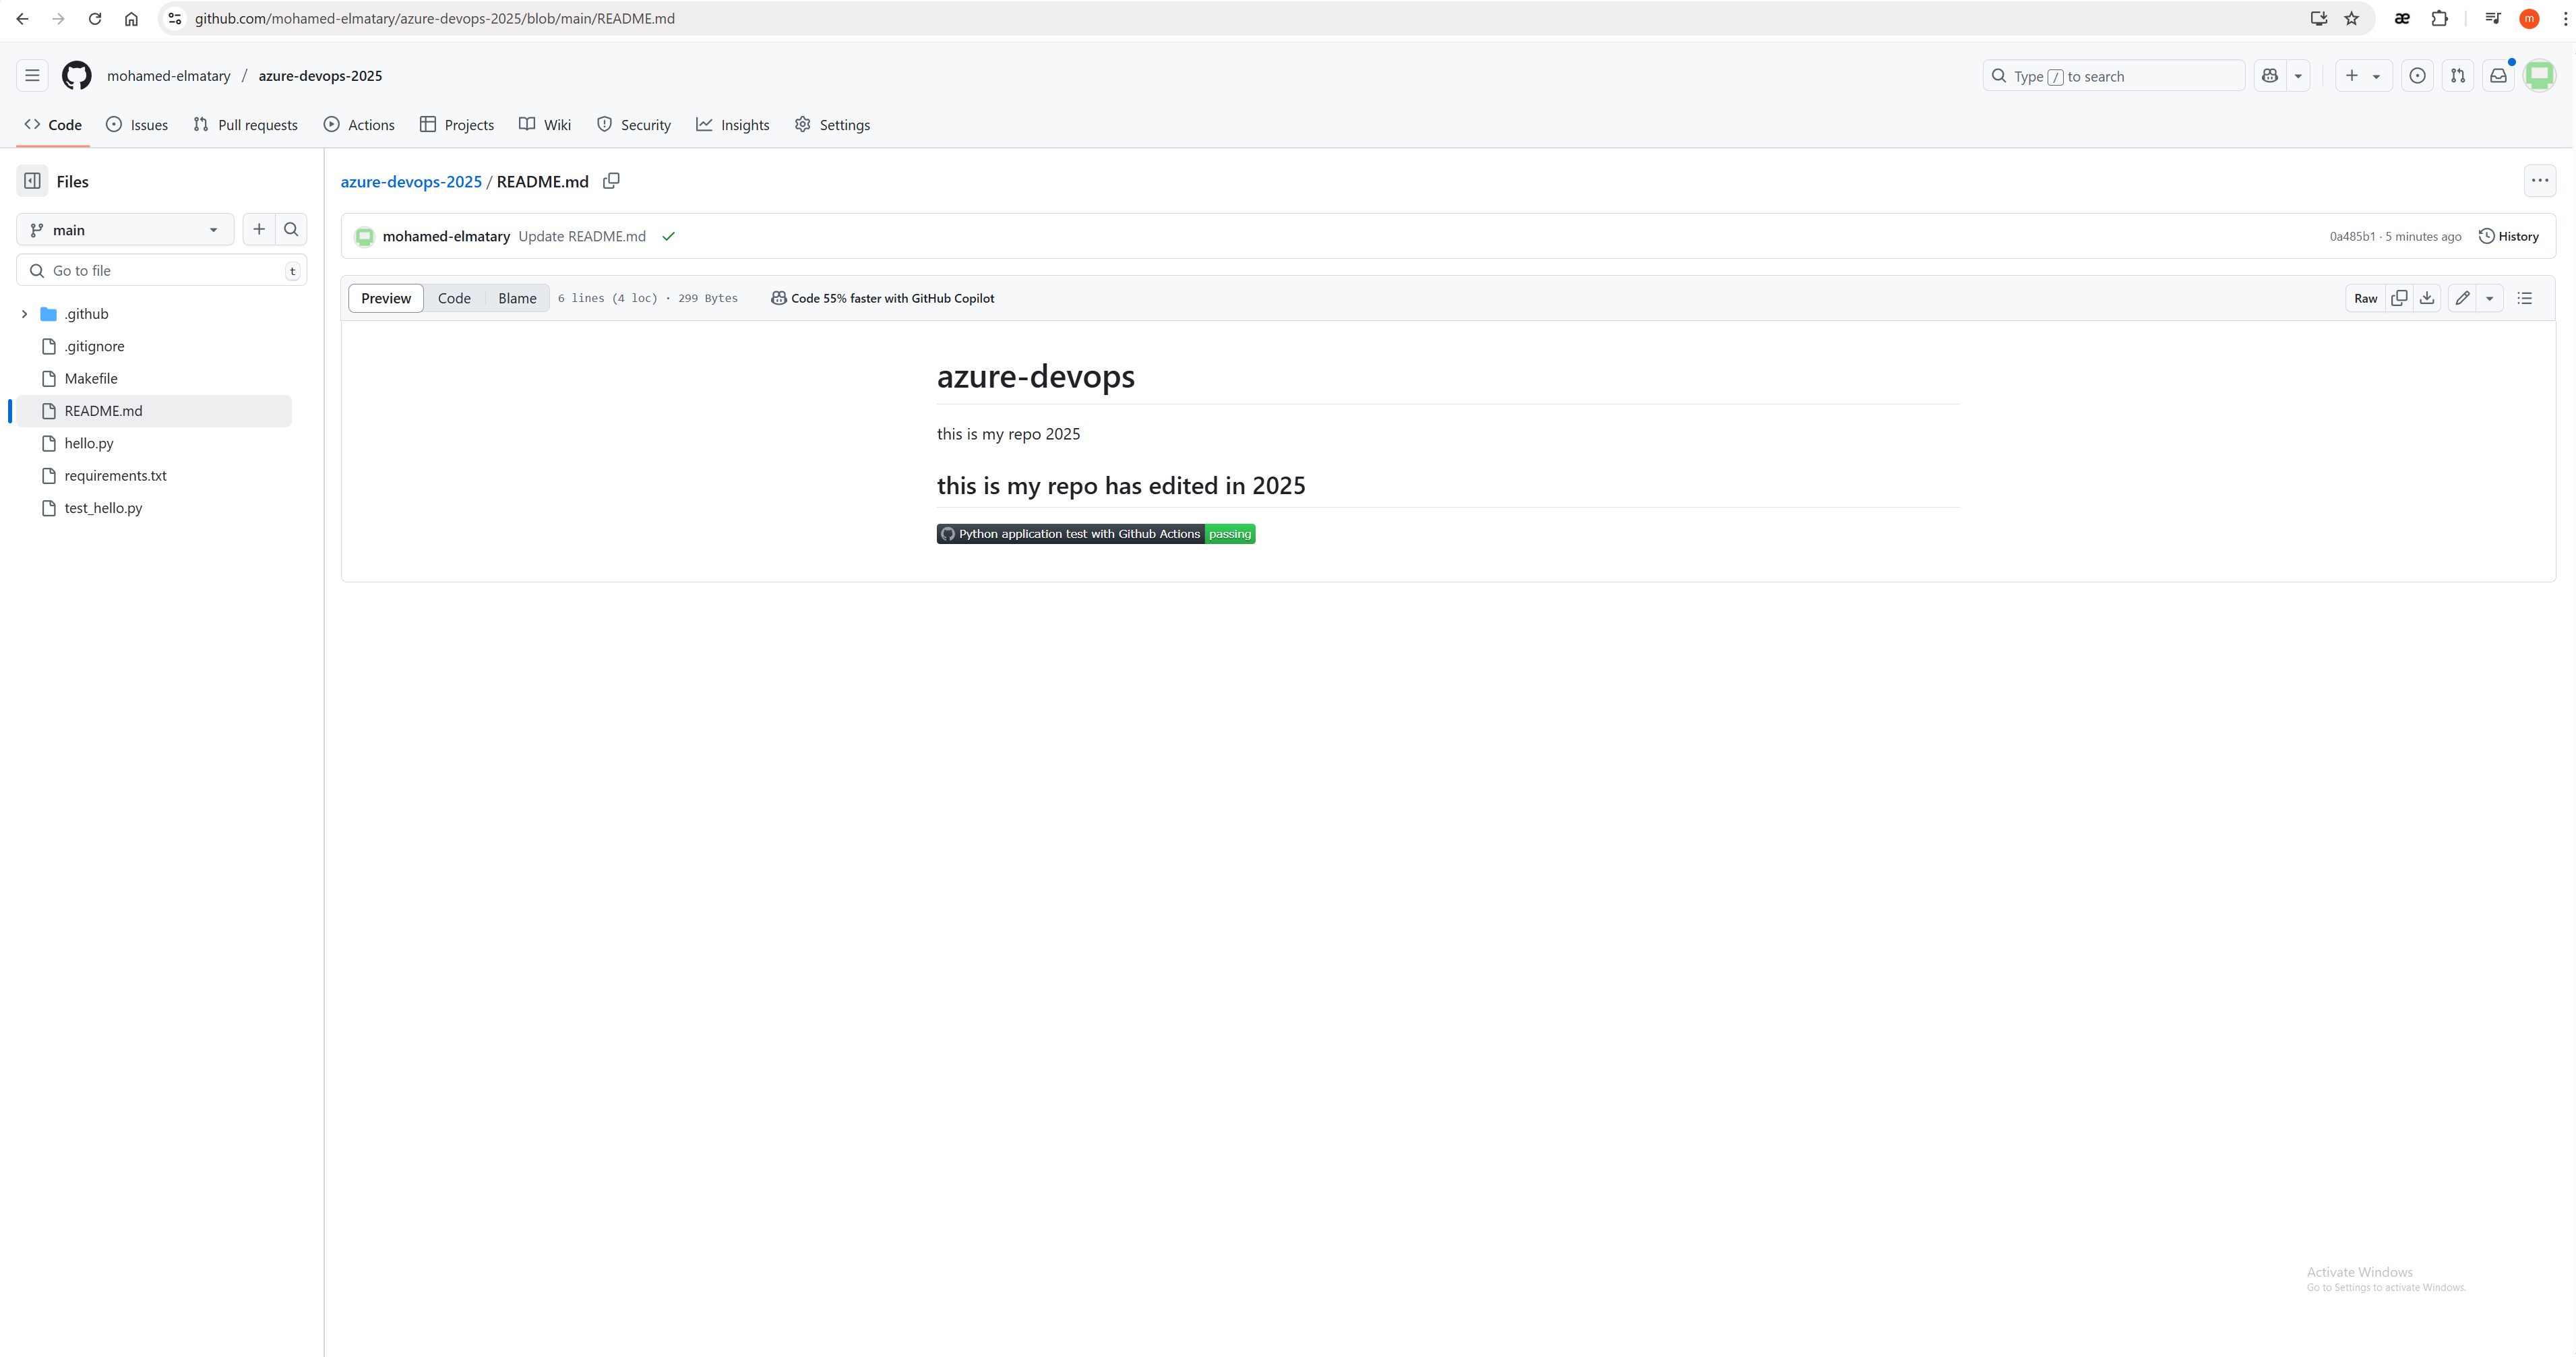 github.com/mohamed-elmatary/azure-devops-2025/blob/main/README.md
æ
m
mohamed-elmatary / azure-devops-2025
Type / to search
Code Issues Pull requests Actions Projects Wiki Security Insights Settings
Files
azure-devops-2025 / README.md
main
mohamed-elmatary Update README.md
0a485b1 · 5 minutes ago History
Go to file t
Preview Code Blame 6 lines (4 loc) · 299 Bytes Code 55% faster with GitHub Copilot
Raw
.github
.gitignore
Makefile
README.md
hello.py
requirements.txt
test_hello.py
azure-devops
this is my repo 2025
this is my repo has edited in 2025
Python application test with Github Actions passing
Activate Windows
Go to Settings to activate Windows.